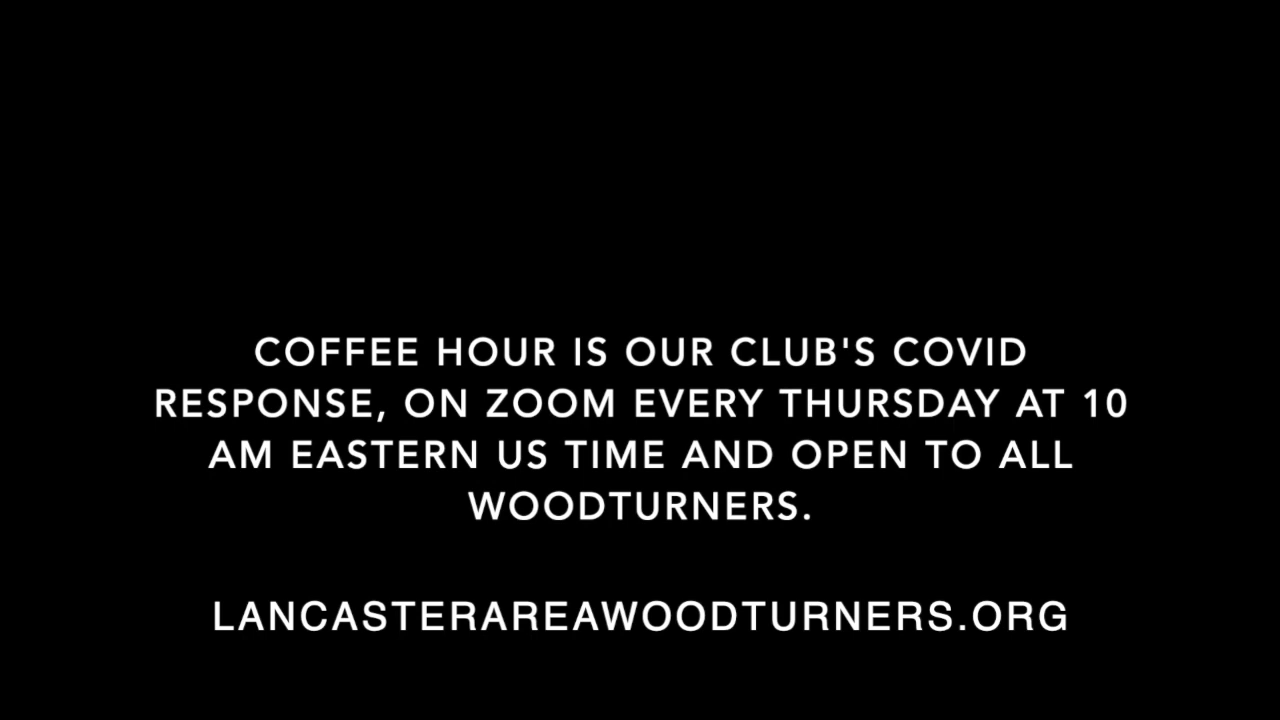 COFFEE HOUR IS OUR CLUB'S COVID
RESPONSE, ON ZOOM EVERY THURSDAY AT 10
AM EASTERN US TIME AND OPEN TO ALL
WOODTURNERS.
LANCASTERAREAWOODTURNERS.ORG